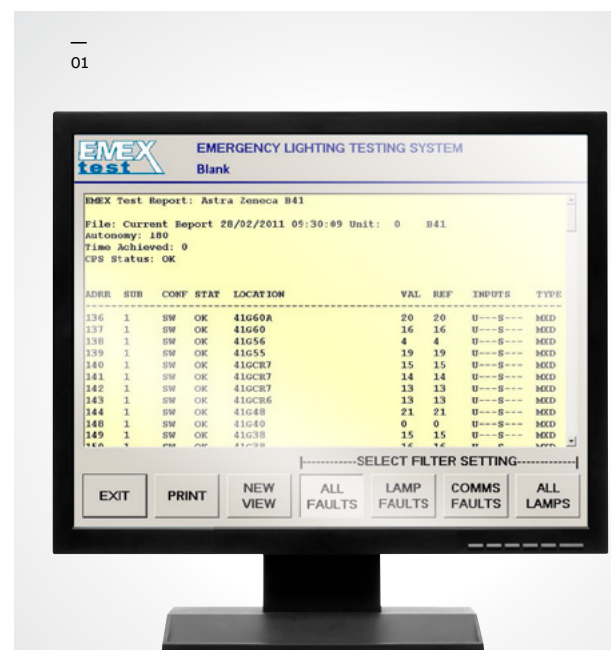 —
01
EMEX
test
EMERGENCY LIGHTING TESTING SYSTEM
Blank
EMEX Test Report: Astra Zeneca B41
File: Current Report 28/02/2011 09:30:09 Unit: 0 B41
Autonomy: 180
Time Achieved: 0
CPS Status: OK
ADRR SUB CONF STAT LOCATION VAL REF INPUTS TYPE
136 1 SW OK 41G60A 20 20 U---S--- MXD
137 1 SW OK 41G60 16 16 U---S--- MXD
138 1 SW OK 41G56 4 4 U---S--- MXD
139 1 SW OK 41G55 19 19 U---S--- MXD
140 1 SW OK 41GCR7 15 15 U---S--- MXD
141 1 SW OK 41GCR7 14 14 U---S--- MXD
142 1 SW OK 41GCR7 13 13 U---S--- MXD
143 1 SW OK 41GCR6 13 13 U---S--- MXD
144 1 SW OK 41G48 21 21 U---S--- MXD
148 1 SW OK 41G40 0 0 U---S--- MXD
149 1 SW OK 41G38 15 15 U---S--- MXD
|-----------SELECT FILTER SETTING-----------|
EXIT
PRINT
NEW VIEW
ALL FAULTS
LAMP FAULTS
COMMS FAULTS
ALL LAMPS